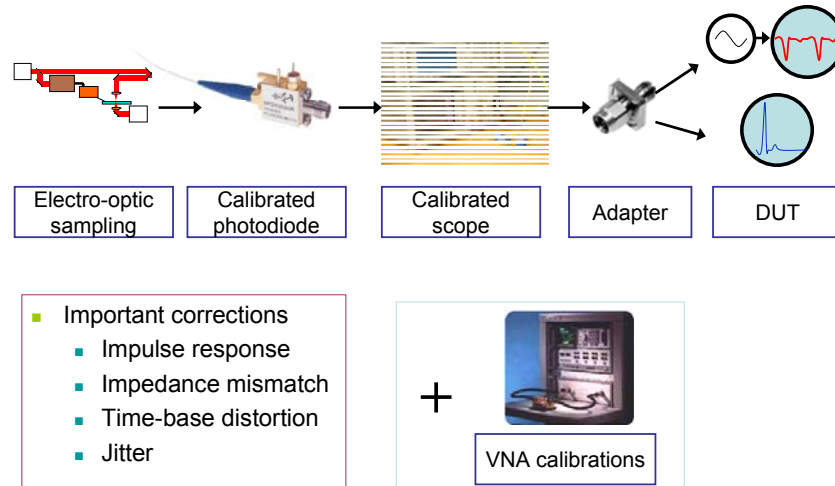 Electro-optic
sampling
Calibrated
photodiode
Calibrated
scope
Adapter
DUT
Important corrections
Impulse response
Impedance mismatch
Time-base distortion
Jitter
+
VNA calibrations